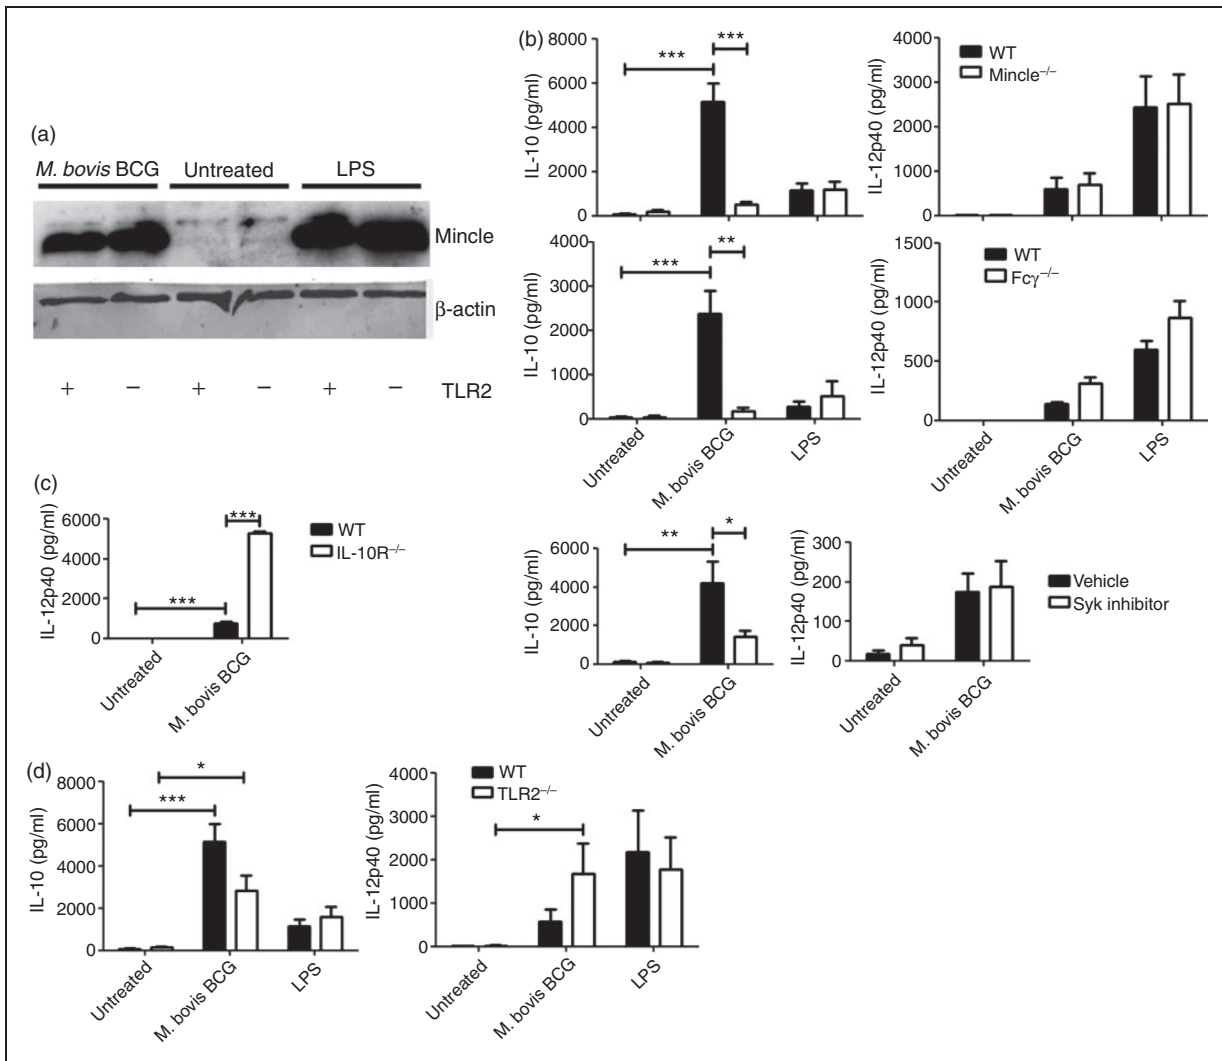 (a)
M. bovis BCG Untreated LPS
Mincle
β-actin
+ − + − + − TLR2
(b)
IL-10 (pg/ml)
8000
6000
4000
2000
0
***
***
IL-12p40 (pg/ml)
4000
3000
2000
1000
0
WT
Mincle−/−
IL-10 (pg/ml)
4000
3000
2000
1000
0
***
**
Untreated
M. bovis BCG
LPS
IL-12p40 (pg/ml)
1500
1000
500
0
WT
Fcγ−/−
Untreated
M. bovis BCG
LPS
(c)
IL-12p40 (pg/ml)
6000
4000
2000
0
***
***
WT
IL-10R−/−
Untreated
M. bovis BCG
IL-10 (pg/ml)
6000
4000
2000
0
**
*
Untreated
M. bovis BCG
IL-12p40 (pg/ml)
300
200
100
0
Vehicle
Syk inhibitor
Untreated
M. bovis BCG
(d)
IL-10 (pg/ml)
8000
6000
4000
2000
0
*
***
Untreated
M. bovis BCG
LPS
IL-12p40 (pg/ml)
4000
3000
2000
1000
0
WT
TLR2−/−
*
Untreated
M. bovis BCG
LPS